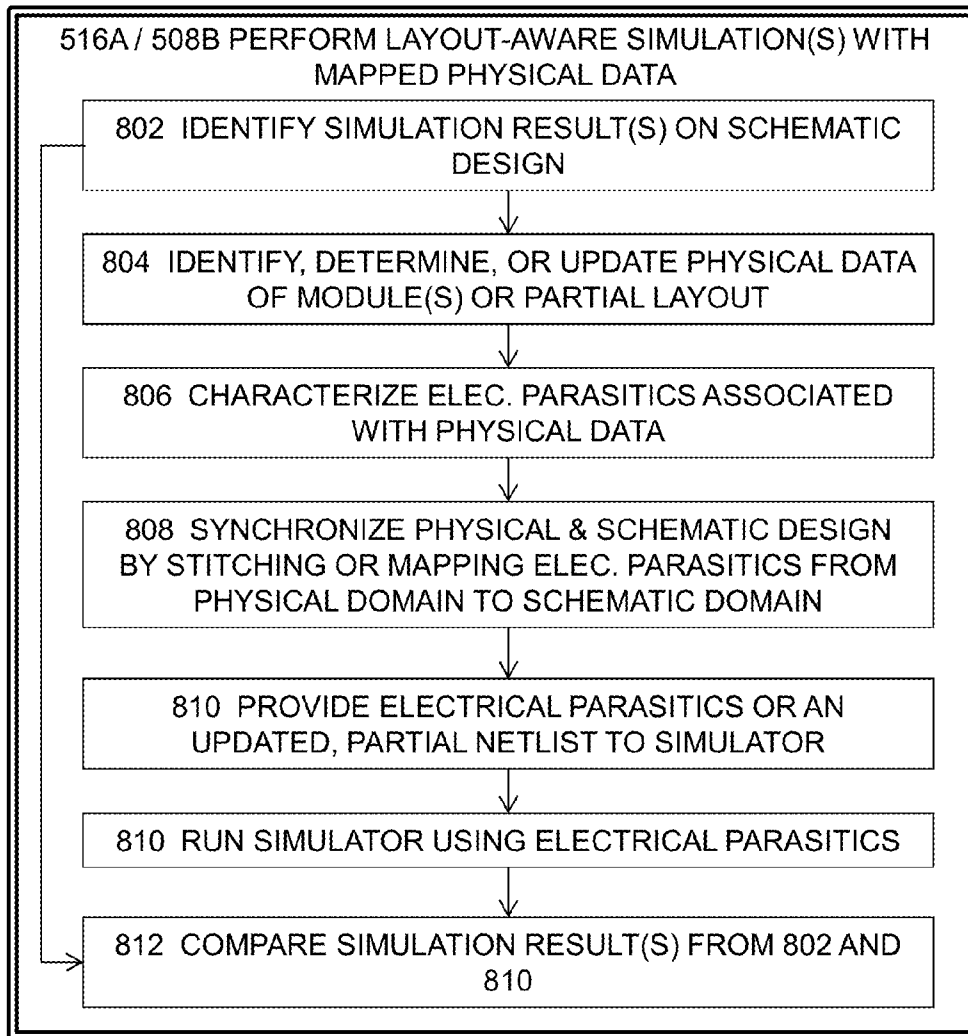 516A / 508B PERFORM LAYOUT-AWARE SIMULATION(S) WITH
MAPPED PHYSICAL DATA
802 IDENTIFY SIMULATION RESULT(S) ON SCHEMATIC
DESIGN
804 IDENTIFY, DETERMINE, OR UPDATE PHYSICAL DATA
OF MODULE(S) OR PARTIAL LAYOUT
806 CHARACTERIZE ELEC. PARASITICS ASSOCIATED
WITH PHYSICAL DATA
808 SYNCHRONIZE PHYSICAL & SCHEMATIC DESIGN
BY STITCHING OR MAPPING ELEC. PARASITICS FROM
PHYSICAL DOMAIN TO SCHEMATIC DOMAIN
810 PROVIDE ELECTRICAL PARASITICS OR AN
UPDATED, PARTIAL NETLIST TO SIMULATOR
810 RUN SIMULATOR USING ELECTRICAL PARASITICS
812 COMPARE SIMULATION RESULT(S) FROM 802 AND
810